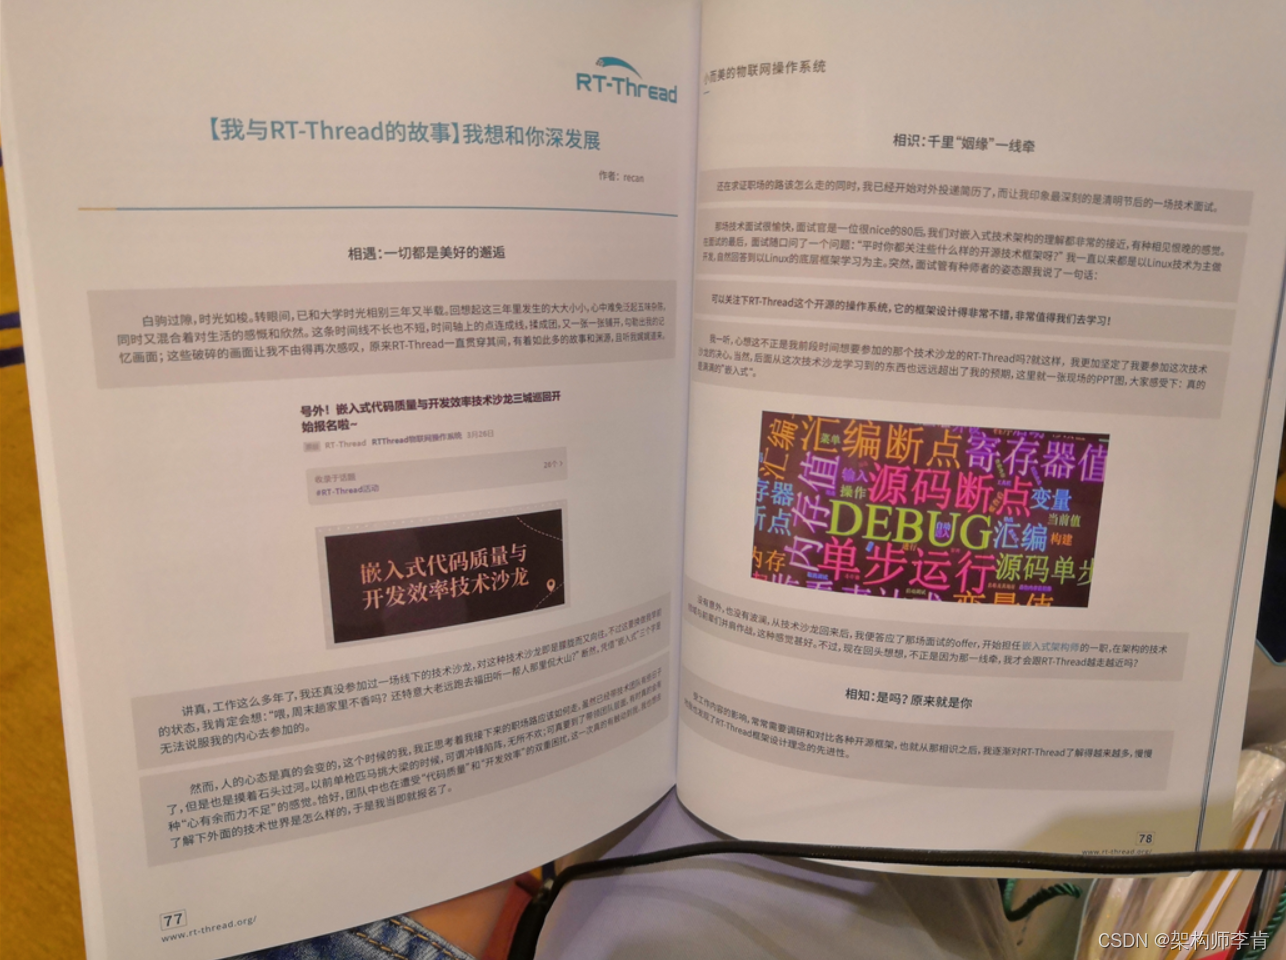 RT-Thread
【我与RT-Thread的故事】我想和你深发展
作者：recan
相遇：一切都是美好的邂逅
白驹过隙，时光如梭。转眼间，已和大学时光相别三年又半载。回想起这三年里发生的大大小小，心中难免泛起五味杂陈，
同时又混合着对生活的感慨和欣然。这条时间线不长也不短，时间轴上的点连成线，揉成团，又一张一张铺开，勾勒出我的记
忆画面；这些破碎的画面让我不由得再次感叹，原来RT-Thread一直贯穿其间，有着如此多的故事和渊源，且听我娓娓道来。
号外！嵌入式代码质量与开发效率技术沙龙三城巡回开
始报名啦~
RT-Thread RTThread物联网操作系统 3月26日
收录于话题
#RT-Thread活动
28个 >
嵌入式代码质量与
开发效率技术沙龙
讲真，工作这么多年了，我还真没参加过一场线下的技术沙龙，对这种技术沙龙即是朦胧而又向往，不过这要换做我早期
的状态，我肯定会想：“喂，周末趟家里不香吗？还特意大老远跑去福田听一帮人那里侃大山？”断然，凭借“嵌入式”三个字是
无法说服我的内心去参加的。
然而，人的心态是真的会变的，这个时候的我，我正思考着我接下来的职场路应该如何走，虽然已经带技术团队有些日子
了，但是也是摸着石头过河。以前单枪匹马挑大梁的时候，可谓冲锋陷阵，无所不欢；可真要到了带领团队层面，有时真的会有
种“心有余而力不足”的感觉。恰好，团队中也在遭受“代码质量”和“开发效率”的双重困扰，这一次真的有触动到我，我也想去
了解下外面的技术世界是怎么样的，于是我当即就报名了。
77
www.rt-thread.org/
小而美的物联网操作系统
相识：千里“姻缘”一线牵
还在求证职场的路该怎么走的同时，我已经开始对外投递简历了，而让我印象最深刻的是清明节后的一场技术面试。
那场技术面试很愉快，面试官是一位很nice的80后，我们对嵌入式技术架构的理解都非常的接近，有种相见恨晚的感觉。
在面试的最后，面试随口问了一个问题：“平时你都关注些什么样的开源技术框架呀？”我一直以来都是以Linux技术为主做
开发，自然回答到以Linux的底层框架学习为主。突然，面试管有种师者的姿态跟我说了一句话：
可以关注下RT-Thread这个开源的操作系统，它的框架设计得非常不错，非常值得我们去学习！
我一听，心想这不正是我前段时间想要参加的那个技术沙龙的RT-Thread吗？就这样，我更加坚定了我要参加这次技术
沙龙的决心，当然，后面从这次技术沙龙学习到的东西也远远超出了我的预期，这里就一张现场的PPT图，大家感受下：真的
是满满的“嵌入式”。
汇编 汇编断点 寄存器值
菜单
内存值 输入 源码断点 变量
存器 操作 当前值
断点 DEBUG 汇编 构建
内存 单步运行 源码单步
变量值
没有意外，也没有波澜，从技术沙龙回来后，我便答应了那场面试的offer，开始担任嵌入式架构师的一职，在架构的技术
领域与前辈们并肩作战，这种感觉甚好。不过，现在回头想想，不正是因为那一线牵，我才会跟RT-Thread越走越近吗？
相知：是吗？原来就是你
受工作内容的影响，常常需要调研和对比各种开源框架，也就从那相识之后，我逐渐对RT-Thread了解得越来越多，慢慢
地也发现了RT-Thread框架设计理念的先进性。
78
www.rt-thread.org/
CSDN @架构师李肯